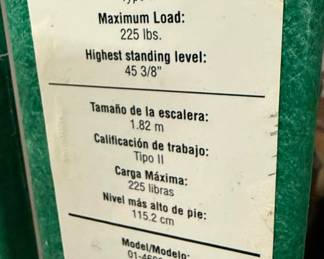 Maximum Load:
225 lbs.
Highest standing level:
45 3/8"
Tamaño de la escalera:
1.82 m
Calificación de trabajo:
Tipo II
Carga Máxima:
225 libras
Nivel más alto de pie:
115.2 cm
Model/Modelo: